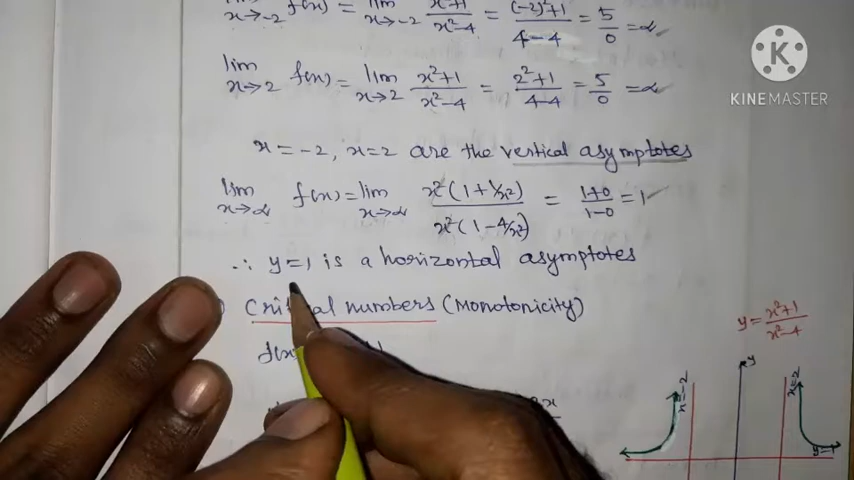 lim x→-2 f(x) = lim x→-2 x²+1/x²-4 = (-2)²+1/4-4 = 5/0 = ∝
lim x→2 f(x) = lim x→2 x²+1/x²-4 = 2²+1/4-4 = 5/0 = ∝
x = -2, x=2 are the vertical asymptotes
lim x→∝ f(x) = lim x→∝ x²(1+1/x²)/x²(1-4/x²) = 1+0/1-0 = 1
∴ y=1 is a horizontal asymptotes
Critical numbers (Monotonicity)
y = x²+1/x²-4
y
x=-2
x=2
y=1
K
KINEMASTER